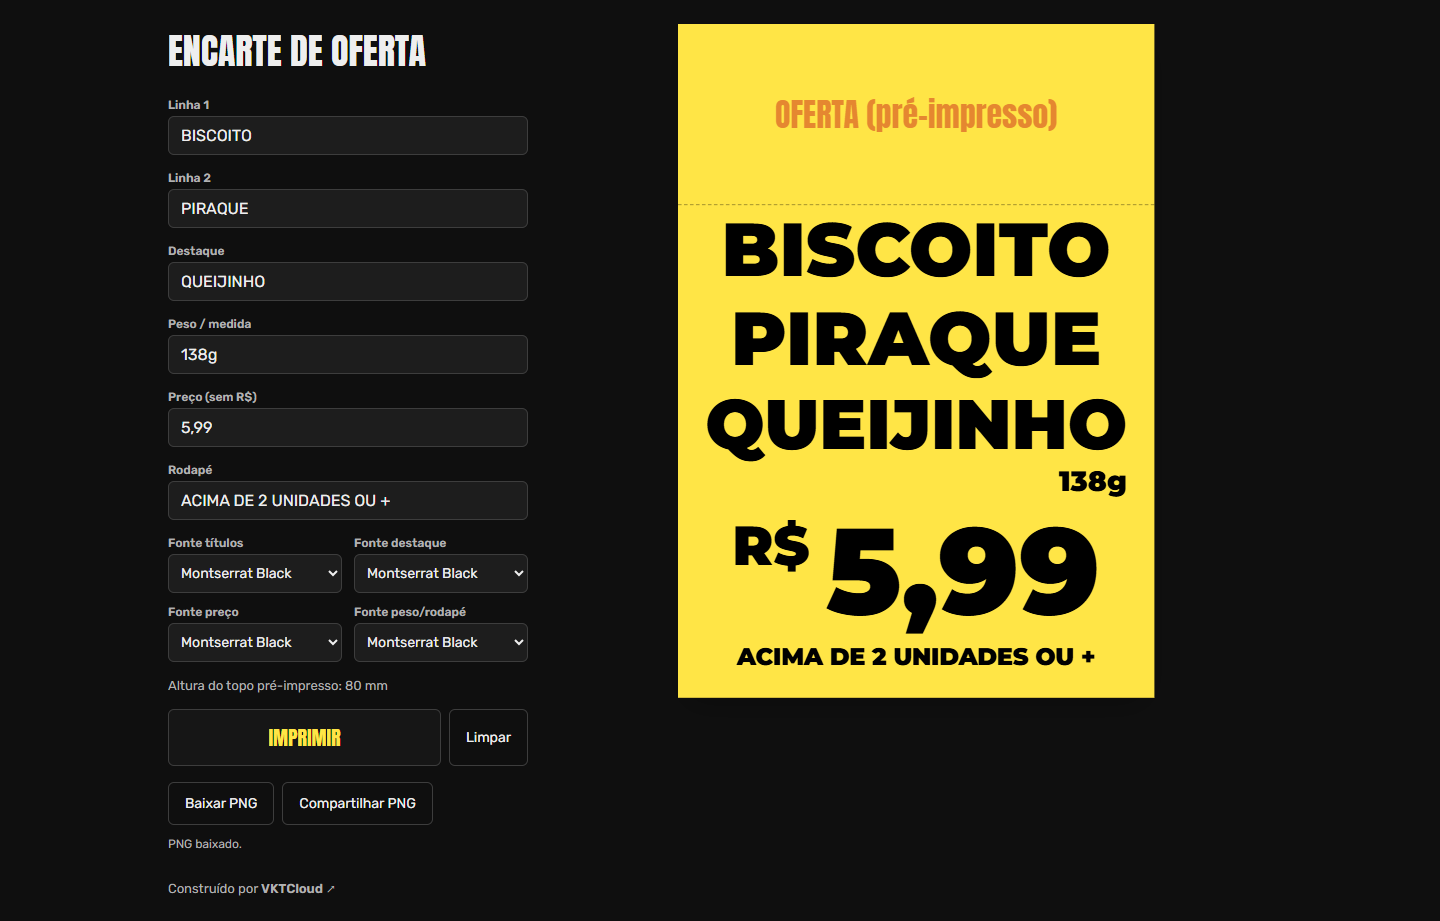 ENCARTE DE OFERTA
Linha 1
BISCOITO
Linha 2
PIRAQUE
Destaque
QUEIJINHO
Peso / medida
138g
Preço (sem R$)
5,99
Rodapé
ACIMA DE 2 UNIDADES OU +
Fonte títulos
Fonte destaque
Montserrat Black
Montserrat Black
Fonte preço
Fonte peso/rodapé
Montserrat Black
Montserrat Black
Altura do topo pré-impresso: 80 mm
IMPRIMIR
Limpar
Baixar PNG
Compartilhar PNG
PNG baixado.
Construído por VKTCloud ↗
OFERTA (pré-impresso)
BISCOITO
PIRAQUE
QUEIJINHO
138g
R$ 5,99
ACIMA DE 2 UNIDADES OU +